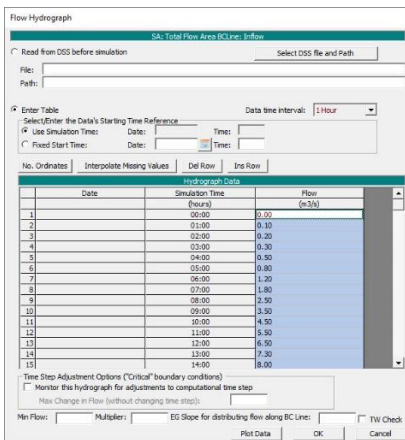 Flow Hydrograph
SA: Total Flow Area BCLine: Inflow
Read from DSS before simulation
Select DSS file and Path
File:
Path:
Enter Table
Data time interval: 1 Hour
Select/Enter the Data's Starting Time Reference
Use Simulation Time: Date: Time:
Fixed Start Time: Date: Time:
No. Ordinates Interpolate Missing Values Del Row Ins Row
Hydrograph Data
Date Simulation Time Flow
(hours) (m3/s)
1 00:00 0.00
2 01:00 0.10
3 02:00 0.20
4 03:00 0.30
5 04:00 0.50
6 05:00 0.80
7 06:00 1.20
8 07:00 1.80
9 08:00 2.50
10 09:00 3.50
11 10:00 4.50
12 11:00 5.50
13 12:00 6.50
14 13:00 7.30
15 14:00 8.00
Time Step Adjustment Options ("Critical" boundary conditions)
Monitor this hydrograph for adjustments to computational time step
Max Change in Flow (without changing time step):
Min Flow: Multiplier: EG Slope for distributing flow along BC Line: TW Check
Plot Data OK Cancel